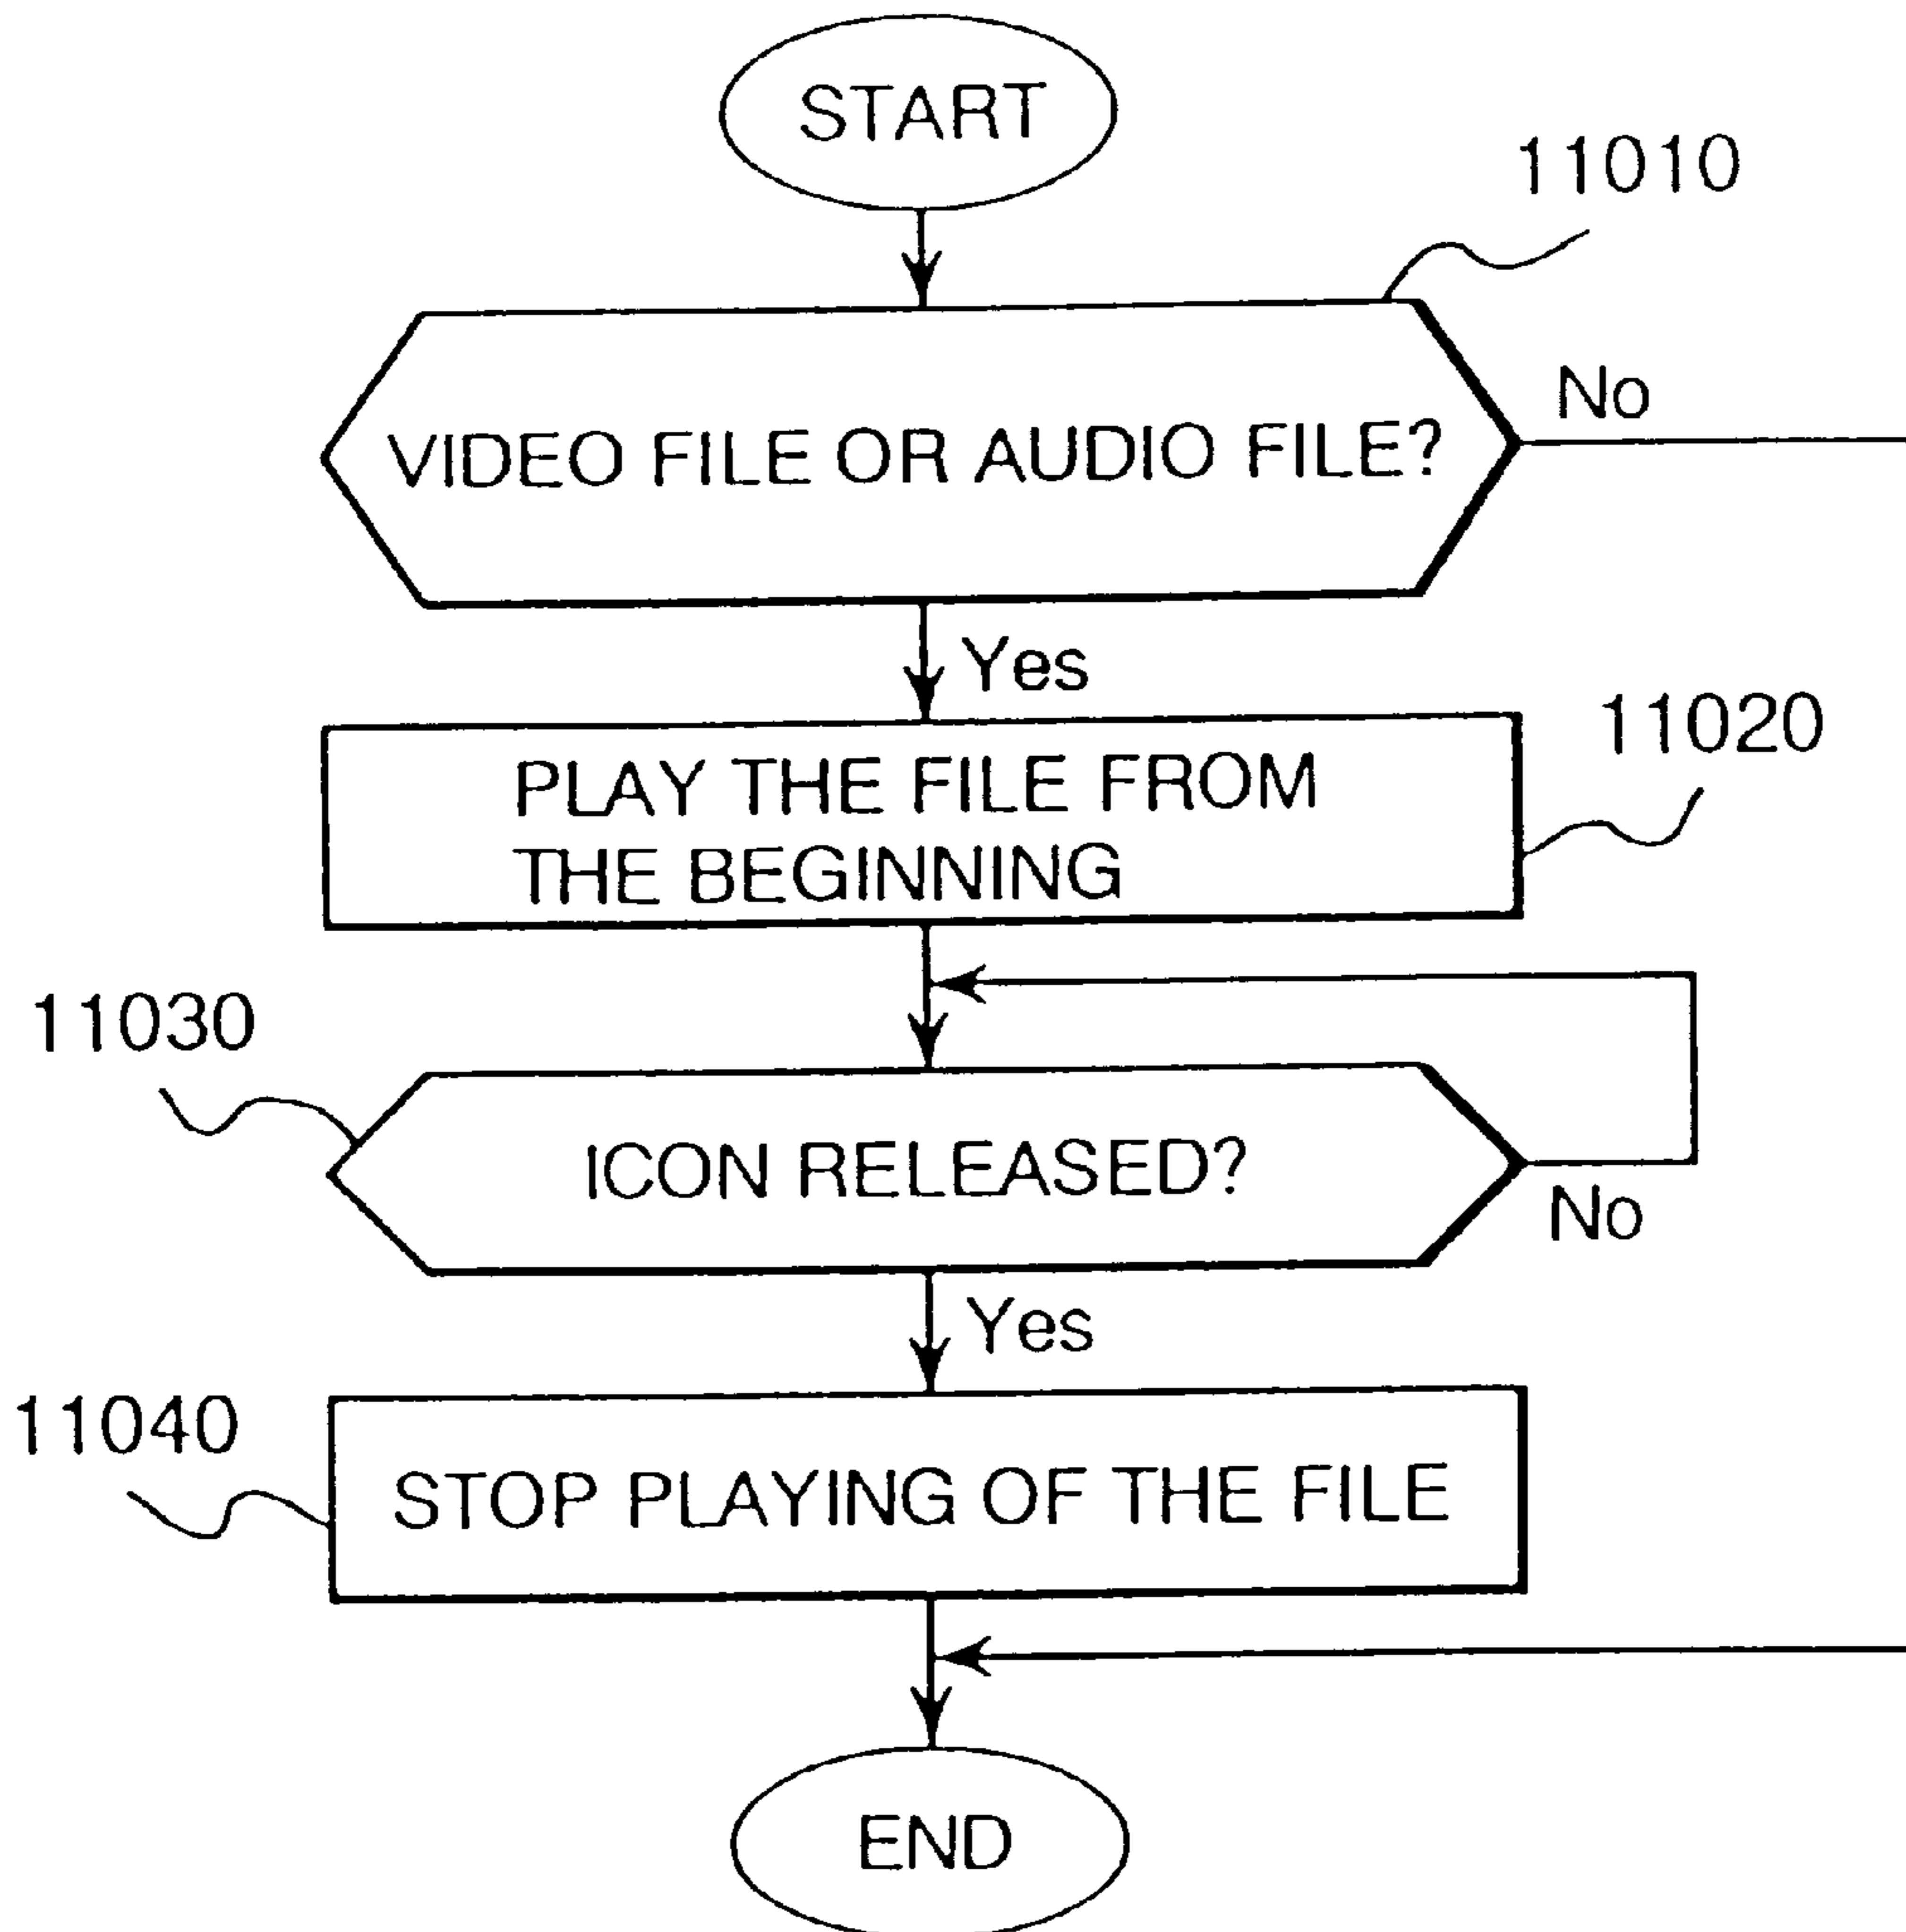 START
11010
No
VIDEO FILE OR AUDIO FILE?
Yes
11020
PLAY THE FILE FROM
THE BEGINNING
11030
ICON RELEASED?
No
Yes
11040
STOP PLAYING OF THE FILE
END